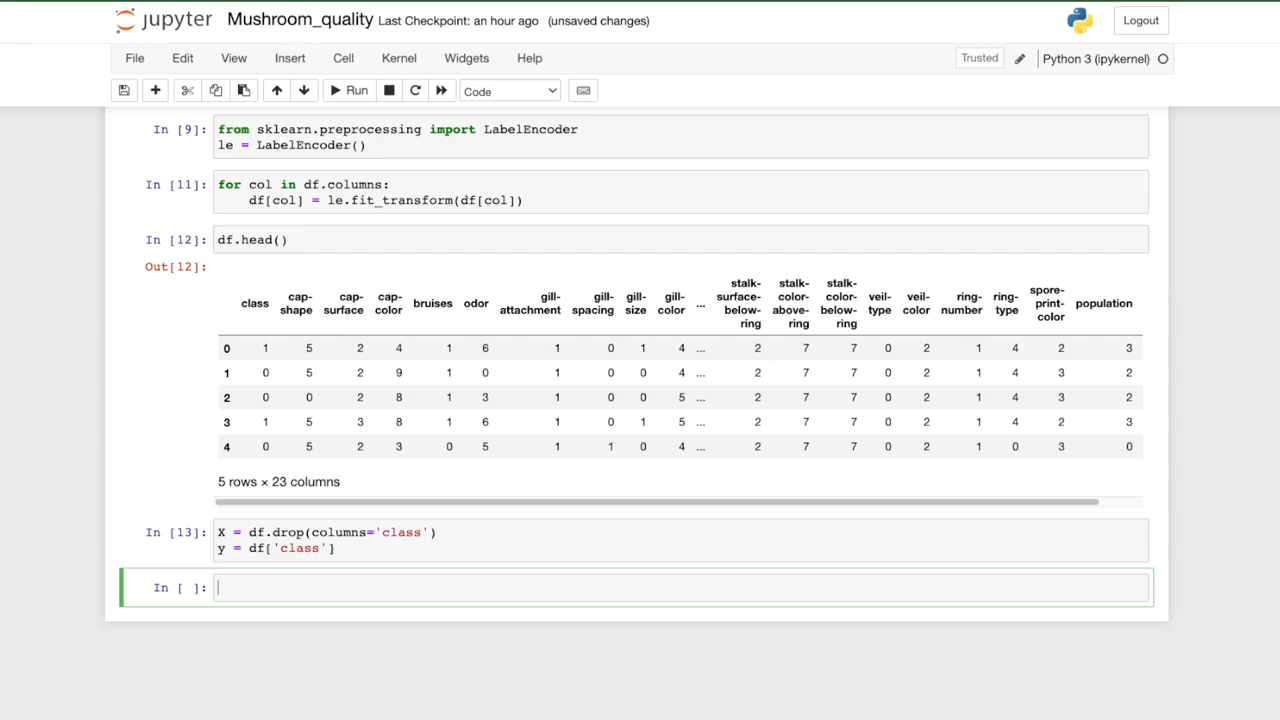 jupyter Mushroom_quality Last Checkpoint: an hour ago (unsaved changes) Logout
File Edit View Insert Cell Kernel Widgets Help Trusted Python 3 (ipykernel)
Run Code
In [9]: from sklearn.preprocessing import LabelEncoder
le = LabelEncoder()
In [11]: for col in df.columns:
df[col] = le.fit_transform(df[col])
In [12]: df.head()
Out[12]:
class cap-shape cap-surface cap-color bruises odor gill-attachment gill-spacing gill-size gill-color ... stalk-surface-below-ring stalk-color-above-ring stalk-color-below-ring veil-type veil-color ring-number ring-type spore-print-color population
0 1 5 2 4 1 6 1 0 1 4 ... 2 7 7 0 2 1 4 2 3
1 0 5 2 9 1 0 1 0 0 4 ... 2 7 7 0 2 1 4 3 2
2 0 0 2 8 1 3 1 0 0 5 ... 2 7 7 0 2 1 4 3 2
3 1 5 3 8 1 6 1 0 1 5 ... 2 7 7 0 2 1 4 2 3
4 0 5 2 3 0 5 1 1 0 4 ... 2 7 7 0 2 1 0 3 0
5 rows × 23 columns
In [13]: X = df.drop(columns='class')
y = df['class']
In [ ]: